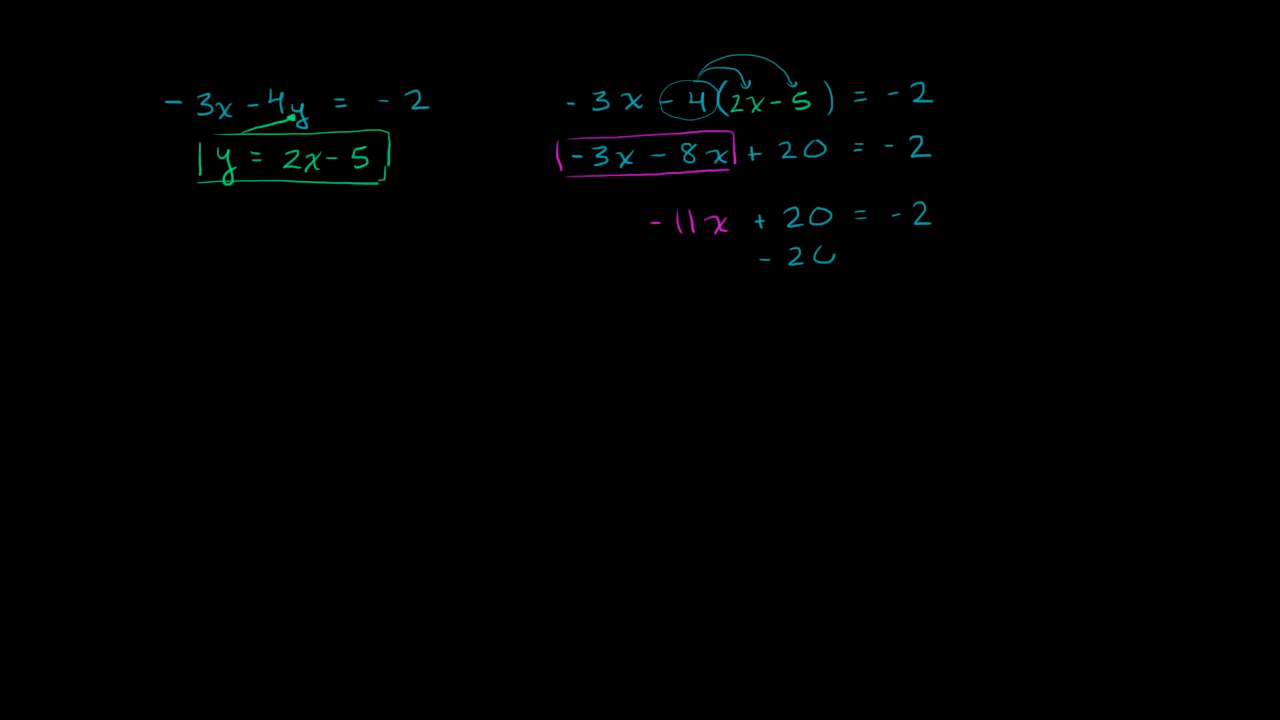 -3x-4y = -2
y = 2x-5
-3x-4(2x-5) = -2
-3x-8x+20 = -2
-11x+20 = -2
-20